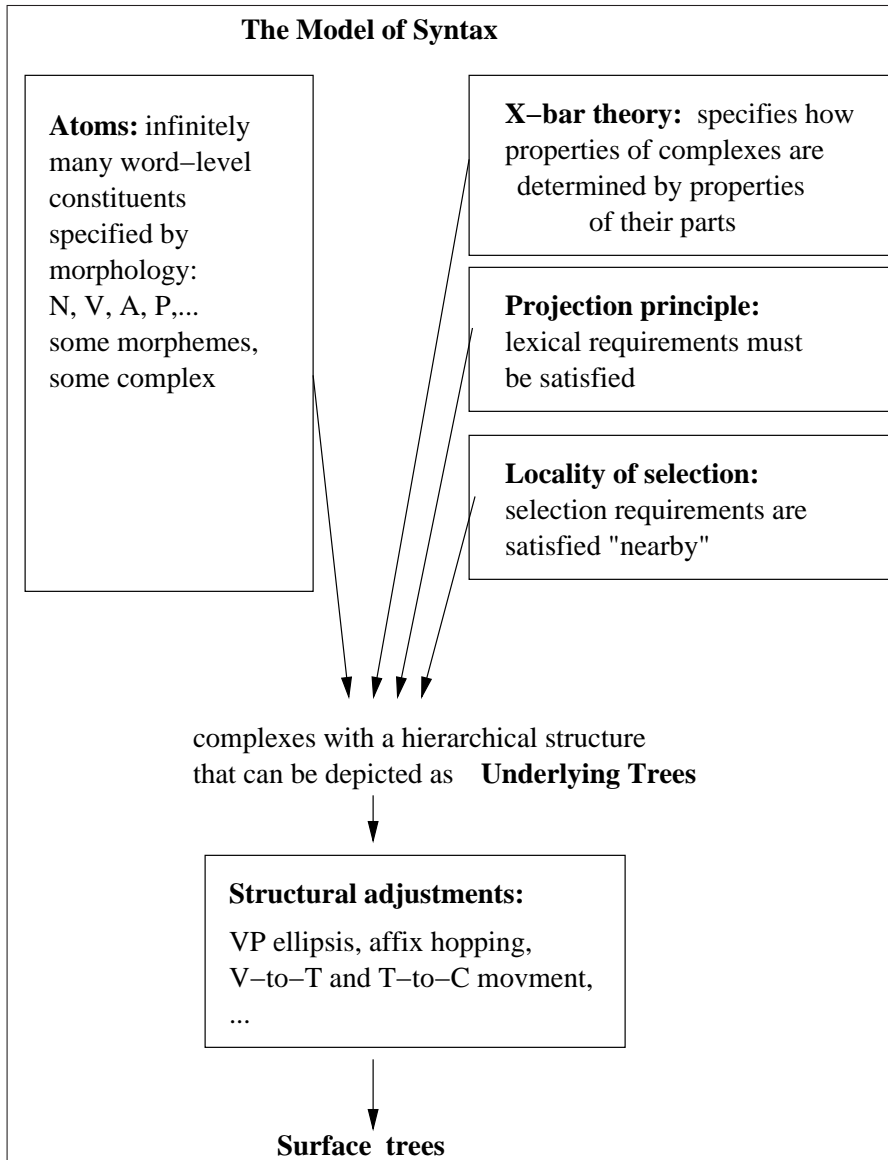 The Model of Syntax
Atoms: infinitely
many word−level
constituents
specified by
morphology:
N, V, A, P,...
some morphemes,
some complex
X−bar theory: specifies how
properties of complexes are
determined by properties
of their parts
Projection principle:
lexical requirements must
be satisfied
Locality of selection:
selection requirements are
satisfied "nearby"
complexes with a hierarchical structure
that can be depicted as Underlying Trees
Structural adjustments:
VP ellipsis, affix hopping,
V−to−T and T−to−C movment,
...
Surface trees